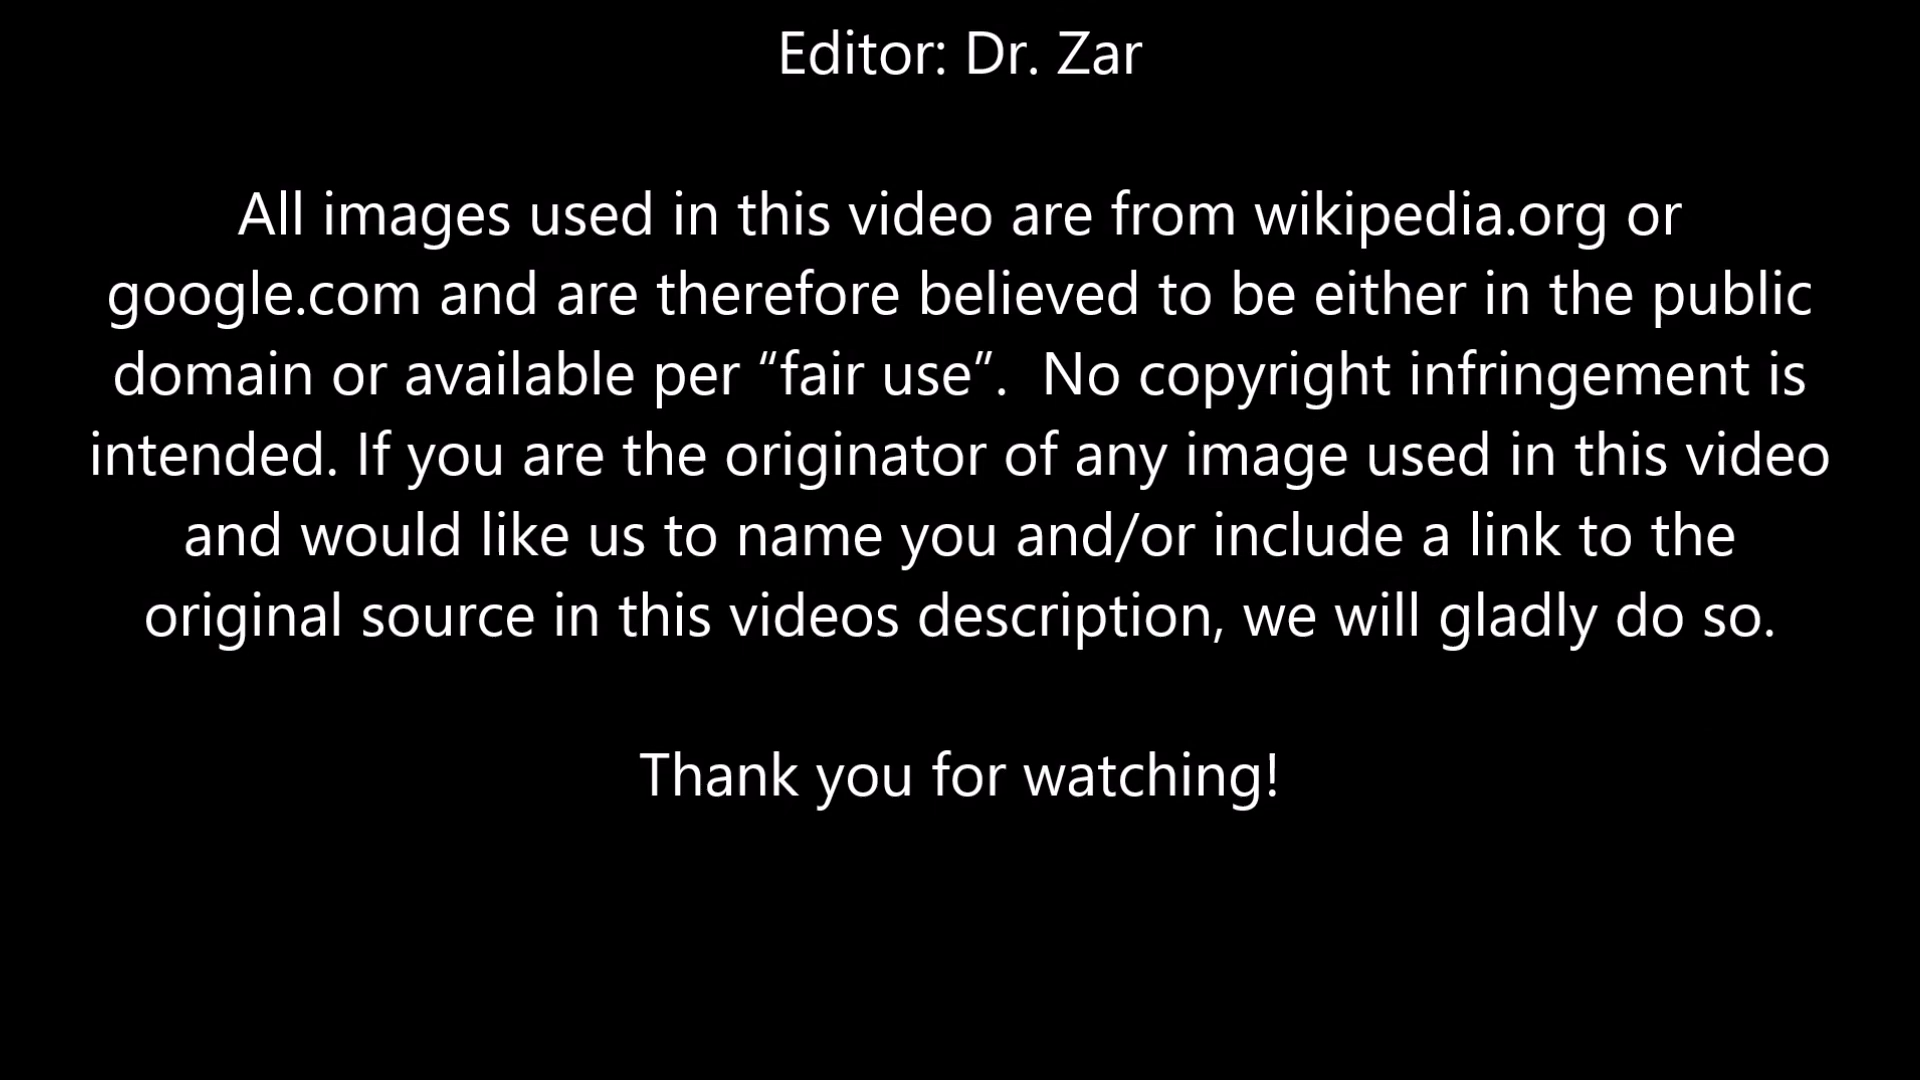 Editor: Dr. Zar
All images used in this video are from wikipedia.org or
google.com and are therefore believed to be either in the public
domain or available per “fair use”.  No copyright infringement is
intended. If you are the originator of any image used in this video
and would like us to name you and/or include a link to the
original source in this videos description, we will gladly do so.
Thank you for watching!